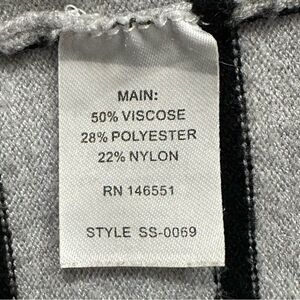 MAIN:
50% VISCOSE
28% POLYESTER
22% NYLON
RN 146551
STYLE SS-0069